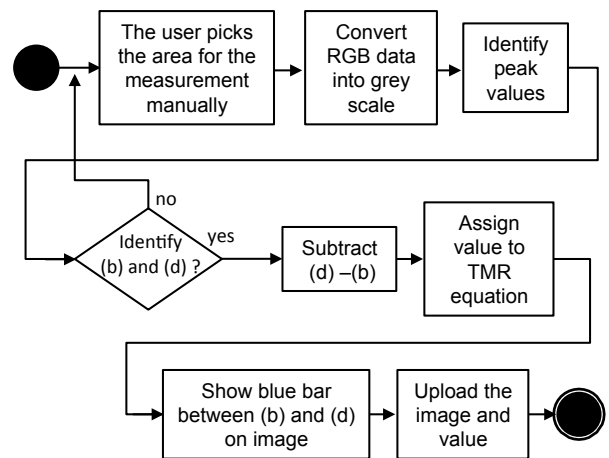 The user picks
the area for the
measurement
manually
Convert
RGB data
into grey
scale
Identify
peak
values
no
Identify
(b) and (d) ?
yes
Subtract
(d) –(b)
Assign
value to
TMR
equation
Show blue bar
between (b) and (d)
on image
Upload the
image and
value